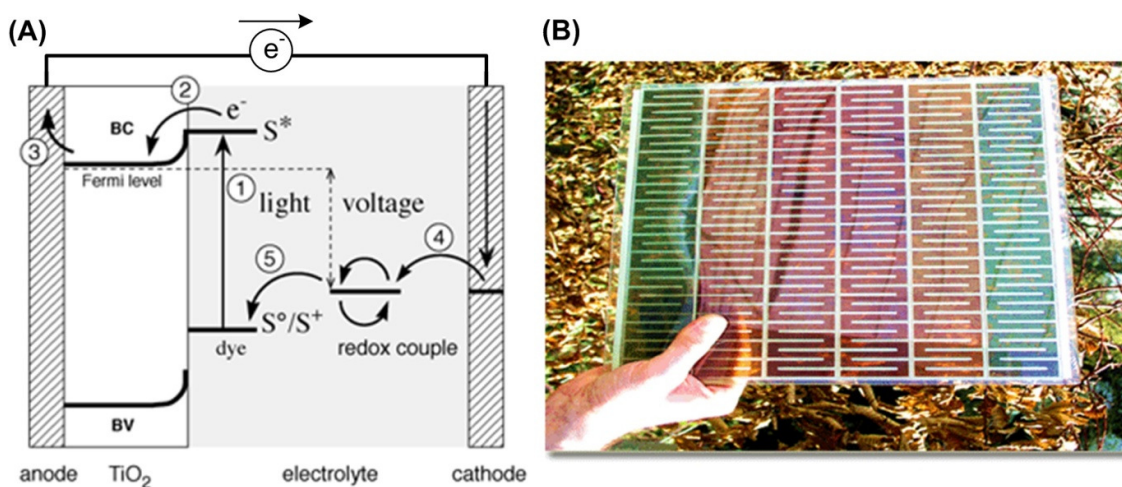 (A)
e-
(B)
②
e-
BC
S*
③
Fermi level
①
light
voltage
④
⑤
S°/S+
dye
redox couple
BV
anode
TiO2
electrolyte
cathode